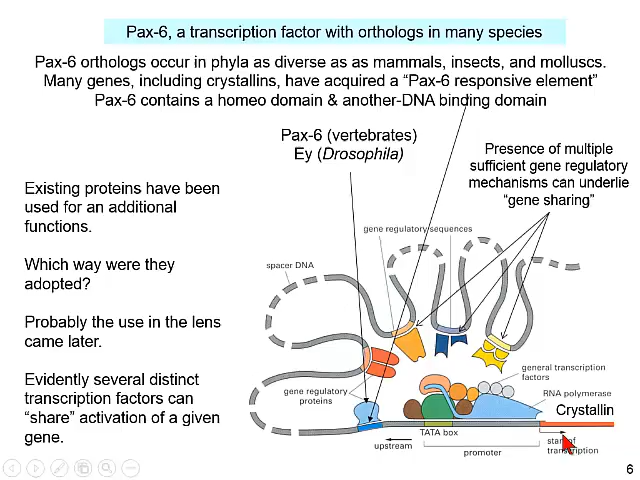 Pax-6, a transcription factor with orthologs in many species
Pax-6 orthologs occur in phyla as diverse as as mammals, insects, and molluscs.
Many genes, including crystallins, have acquired a “Pax-6 responsive element”
Pax-6 contains a homeo domain & another-DNA binding domain
Pax-6 (vertebrates)
Ey (Drosophila)
Presence of multiple
sufficient gene regulatory
mechanisms can underlie
“gene sharing”
Existing proteins have been
used for an additional
functions.
Which way were they
adopted?
Probably the use in the lens
came later.
Evidently several distinct
transcription factors can
“share” activation of a given
gene.
gene regulatory sequences
spacer DNA
gene regulatory
proteins
general transcription
factors
RNA polymerase
Crystallin
TATA box
start of
transcription
upstream
promoter
6